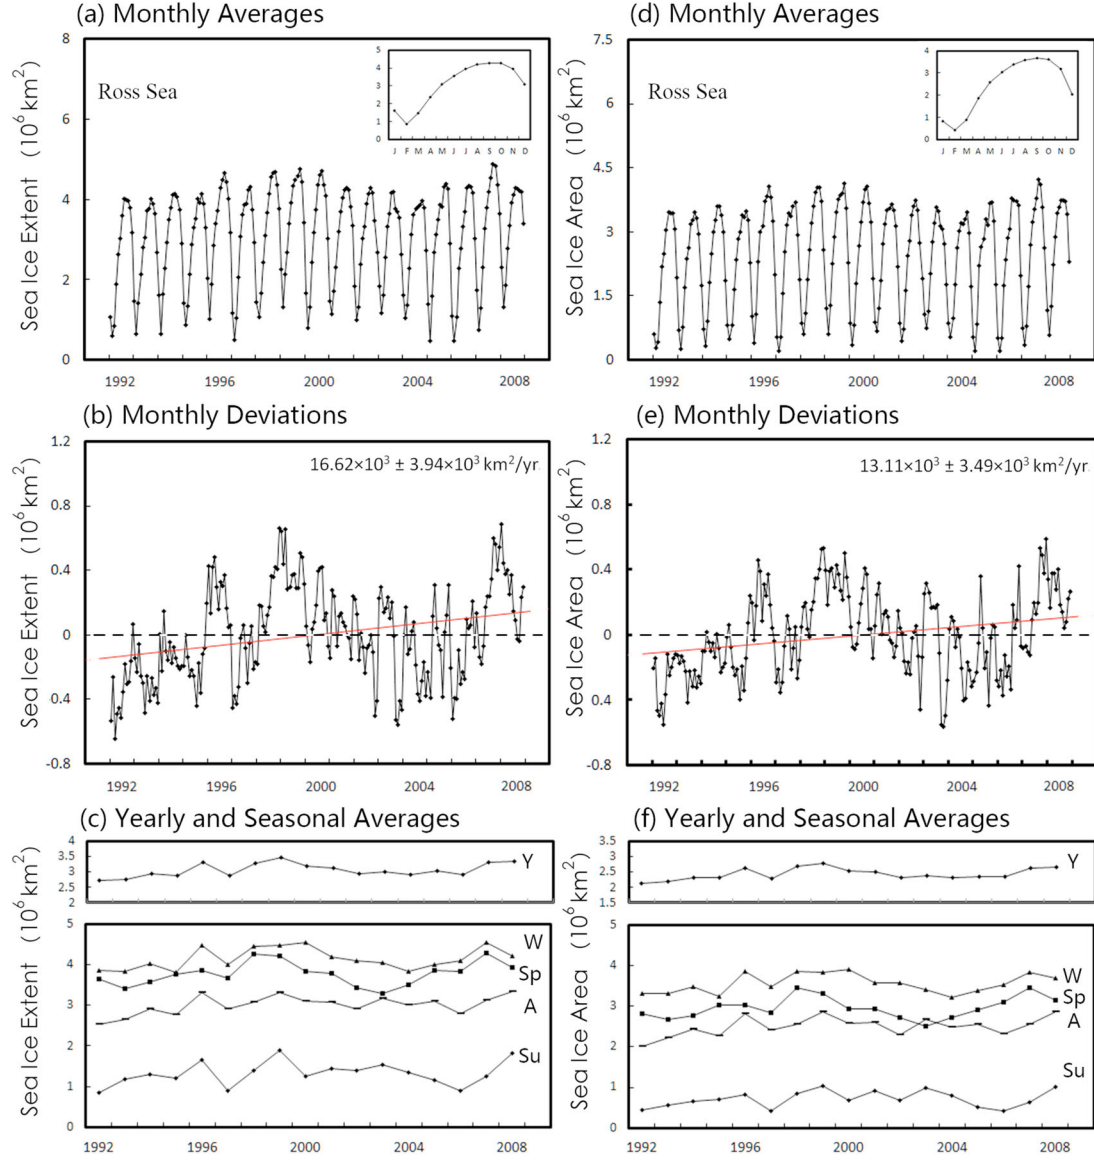 (a) Monthly Averages
Sea Ice Extent (10⁶ km²)
8
6
4
2
0
Ross Sea
5
4
3
2
1
0
J F M A M J J A S O N D
1992 1996 2000 2004 2008
(d) Monthly Averages
Sea Ice Area (10⁶ km²)
7.5
6
4.5
3
1.5
0
Ross Sea
4
3
2
1
0
J F M A M J J A S O N D
1992 1996 2000 2004 2008
(b) Monthly Deviations
Sea Ice Extent (10⁶ km²)
16.62×10³ ± 3.94×10³ km²/yr.
1.2
0.8
0.4
0
0.4
-0.8
1992 1996 2000 2004 2008
(e) Monthly Deviations
Sea Ice Area (10⁶ km²)
13.11×10³ ± 3.49×10³ km²/yr.
1.2
0.8
0.4
0
0.4
-0.8
1992 1996 2000 2004 2008
(c) Yearly and Seasonal Averages
Sea Ice Extent (10⁶ km²)
4
3.5
3
2.5
2
Y
5
4
3
2
1
0
W
Sp
A
Su
1992 1996 2000 2004 2008
(f) Yearly and Seasonal Averages
Sea Ice Area (10⁶ km²)
3.5
3
2.5
2
1.5
Y
5
4
3
2
1
0
W
Sp
A
Su
1992 1996 2000 2004 2008